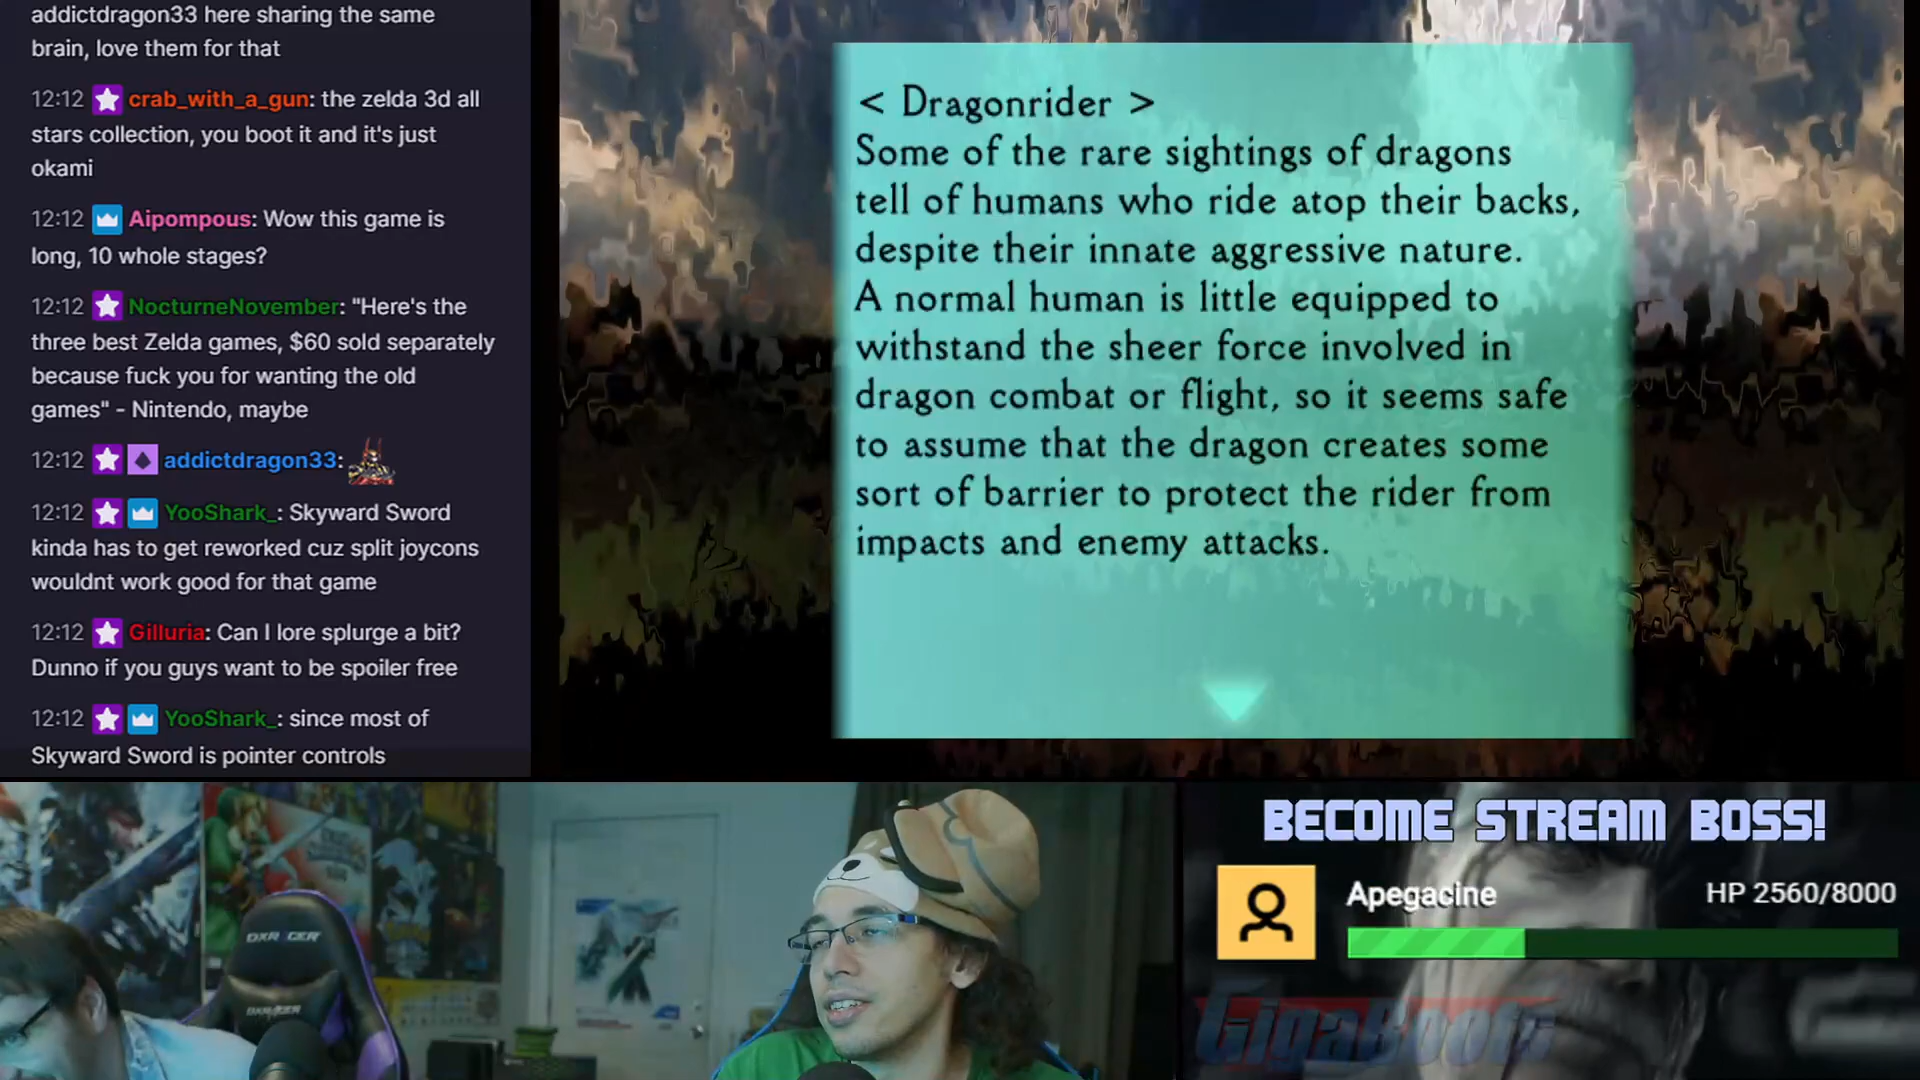 addictdragon33 here sharing the same
brain, love them for that
12:12 crab_with_a_gun: the zelda 3d all
stars collection, you boot it and it's just
okami
12:12 Aipompous: Wow this game is
long, 10 whole stages?
12:12 NocturneNovember: "Here's the
three best Zelda games, $60 sold separately
because fuck you for wanting the old
games" - Nintendo, maybe
12:12 addictdragon33:
12:12 YooShark_: Skyward Sword
kinda has to get reworked cuz split joycons
wouldnt work good for that game
12:12 Gilluria: Can I lore splurge a bit?
Dunno if you guys want to be spoiler free
12:12 YooShark_: since most of
Skyward Sword is pointer controls
< Dragonrider >
Some of the rare sightings of dragons
tell of humans who ride atop their backs,
despite their innate aggressive nature.
A normal human is little equipped to
withstand the sheer force involved in
dragon combat or flight, so it seems safe
to assume that the dragon creates some
sort of barrier to protect the rider from
impacts and enemy attacks.
BECOME STREAM BOSS!
Apegacine HP 2560/8000
GigaBoots